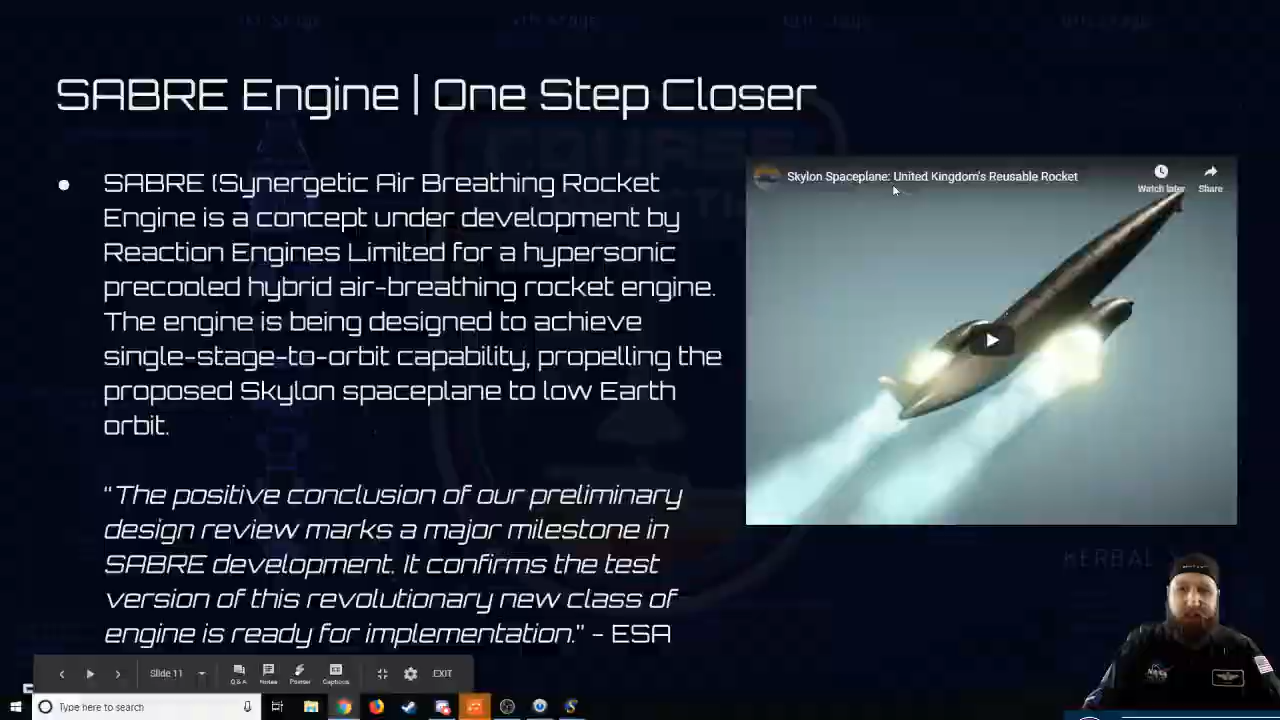 SABRE Engine | One Step Closer
SABRE (Synergetic Air Breathing Rocket
Engine is a concept under development by
Reaction Engines Limited for a hypersonic
precooled hybrid air-breathing rocket engine.
The engine is being designed to achieve
single-stage-to-orbit capability, propelling the
proposed Skylon spaceplane to low Earth
orbit.
"The positive conclusion of our preliminary
design review marks a major milestone in
SABRE development. It confirms the test
version of this revolutionary new class of
engine is ready for implementation." - ESA
Skylon Spaceplane: United Kingdom's Reusable Rocket
Watch later
Share
KERBAL
NASA
Slide 11
Q&A
Notes
Pointer
Captions
EXIT
Type here to search